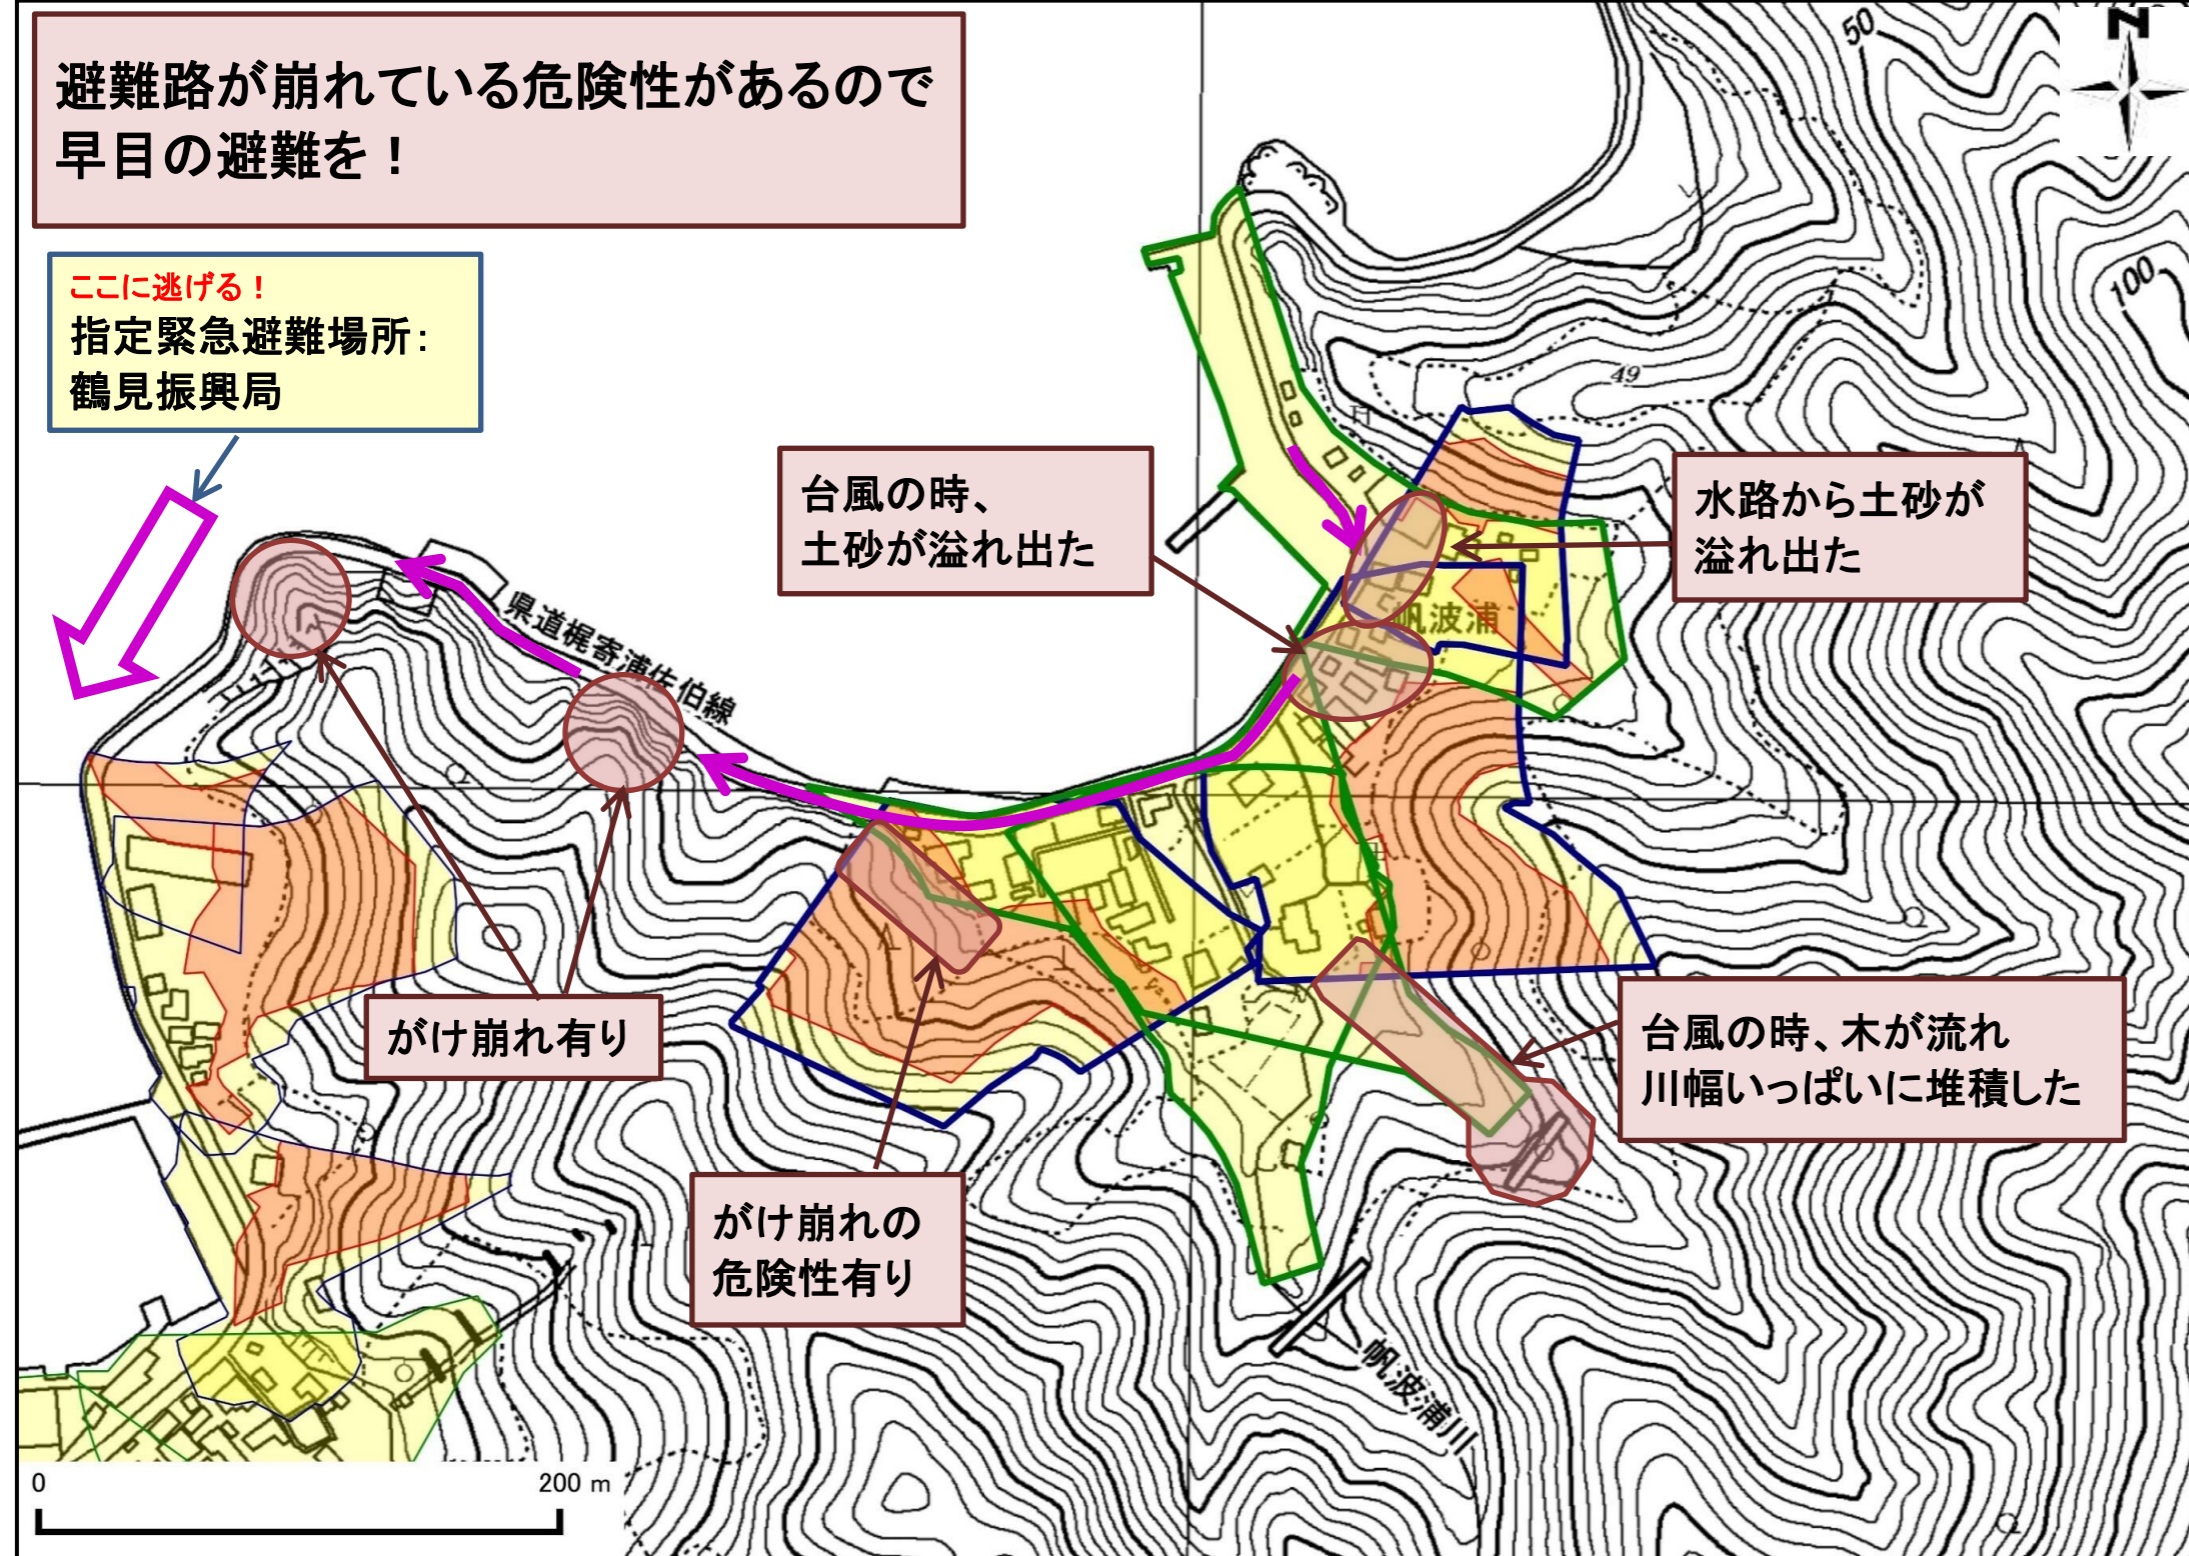 避難路が崩れている危険性があるので
早目の避難を！
ここに逃げる！
指定緊急避難場所：
鶴見振興局
N
50
100
49
台風の時、
土砂が溢れ出た
水路から土砂が
溢れ出た
帆波浦
県道梶寄浦佐伯線
がけ崩れ有り
がけ崩れの
危険性有り
台風の時、木が流れ
川幅いっぱいに堆積した
帆波浦川
0
200 m